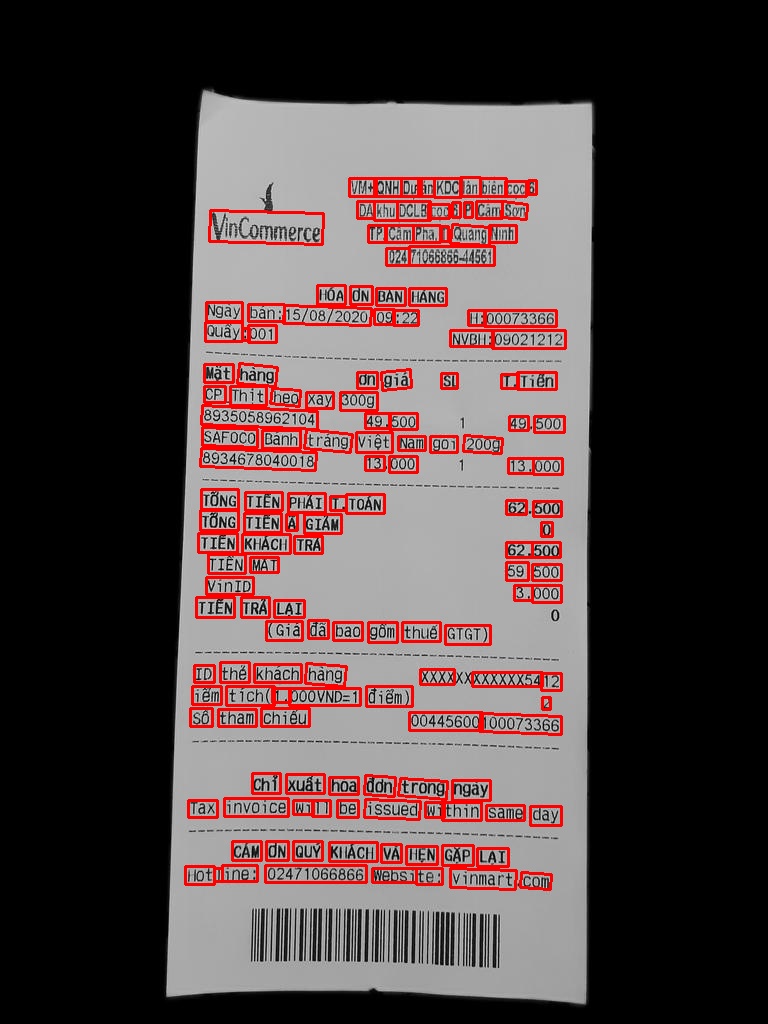 VinCommerce
VM+ QNH Dự án KDC lấn biển cọc 6
DA khu DCLB cọc 6, P. Cẩm Sơn
TP. Cẩm Phả, T. Quảng Ninh
02471066866-44561
HÓA ĐƠN BÁN HÀNG
Ngày bán:15/08/2020 09:22 HĐ:00073366
Quầy:001 NVBH:09021212
Mặt hàng Đơn giá SL T.Tiền
CP Thịt heo xay 300g
8935058962104 49.500 1 49.500
SAFOCO Bánh tráng Việt Nam gói 200g
8934678040018 13.000 1 13.000
TỔNG TIỀN PHẢI T.TOÁN 62.500
TỔNG TIỀN ĐÃ GIẢM 0
TIỀN KHÁCH TRẢ 62.500
TIỀN MẶT 59.500
VinID 3.000
TIỀN TRẢ LẠI 0
(Giá đã bao gồm thuế GTGT)
ID thẻ khách hàng XXXXXXXXXXXX5412
Điểm tích(1.000VND=1 điểm) 0
Số tham chiếu 00445600100073366
Chỉ xuất hóa đơn trong ngày
Tax invoice will be issued within same day
CẢM ƠN QUÝ KHÁCH VÀ HẸN GẶP LẠI
Hotline: 02471066866 Website: vinmart.com